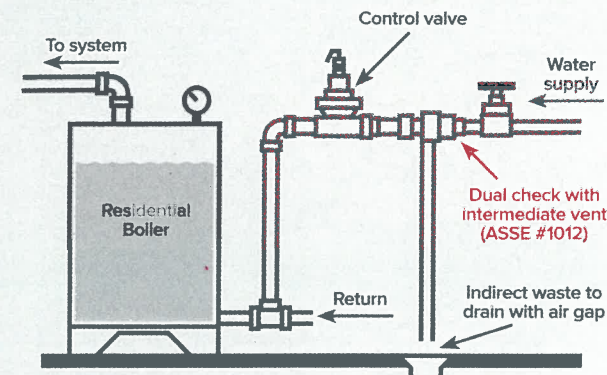 Control valve
To system
Water
supply
Residential
Boiler
Dual check with
intermediate vent
(ASSE #1012)
Return
Indirect waste to
drain with air gap